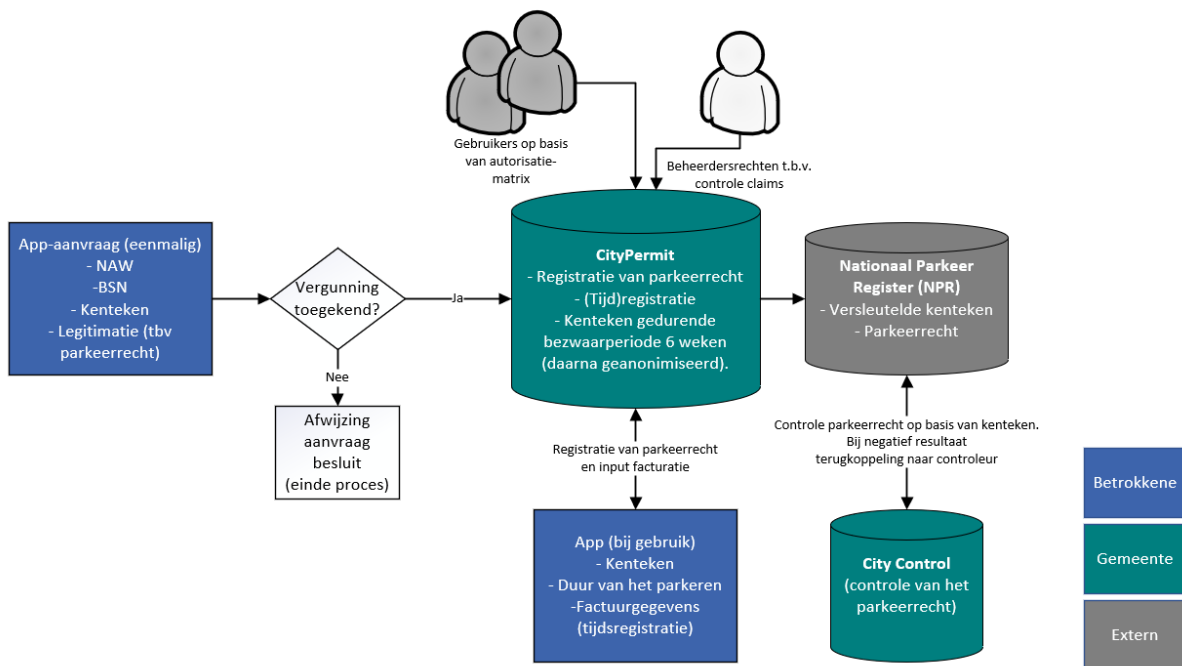 Gebruikers op basis
van autorisatie-
matrix
Beheerdersrechten t.b.v.
controle claims
App-aanvraag (eenmalig)
- NAW
-BSN
- Kenteken
- Legitimatie (tbv
parkeerrecht)
Vergunning
toegekend?
Ja
Nee
Afwijzing
aanvraag
besluit
(einde proces)
CityPermit
- Registratie van parkeerrecht
- (Tijd)registratie
- Kenteken gedurende
bezwaarperiode 6 weken
(daarna geanonimiseerd).
Nationaal Parkeer
Register (NPR)
- Versleutelde kenteken
- Parkeerrecht
Registratie van parkeerrecht
en input facturatie
Controle parkeerrecht op basis van kenteken.
Bij negatief resultaat
terugkoppeling naar controleur
App (bij gebruik)
- Kenteken
- Duur van het parkeren
-Factuurgegevens
(tijdsregistratie)
City Control
(controle van het
parkeerrecht)
Betrokkene
Gemeente
Extern